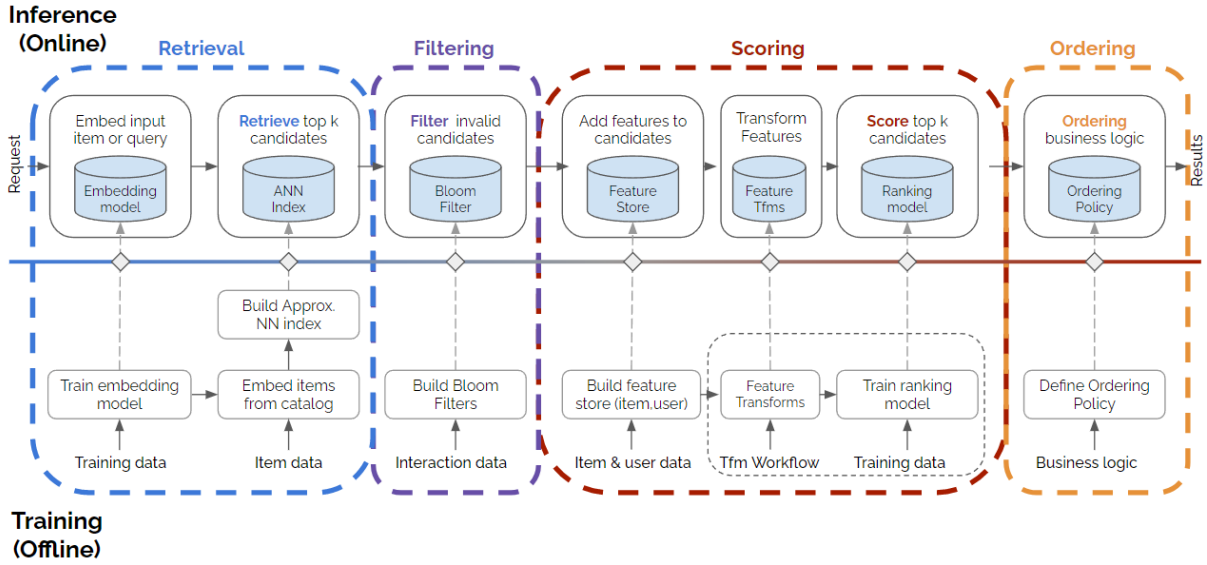 Inference
(Online)
Retrieval
Filtering
Scoring
Ordering
Request
Embed input
item or query
Embedding
model
Retrieve top k
candidates
ANN
Index
Filter invalid
candidates
Bloom
Filter
Add features to
candidates
Feature
Store
Transform
Features
Feature
Tfms
Score top k
candidates
Ranking
model
Ordering
business logic
Ordering
Policy
Results
Build Approx.
NN index
Train embedding
model
Embed items
from catalog
Build Bloom
Filters
Build feature
store (item,user)
Feature
Transforms
Train ranking
model
Define Ordering
Policy
Training data
Item data
Interaction data
Item & user data
Tfm Workflow
Training data
Business logic
Training
(Offline)